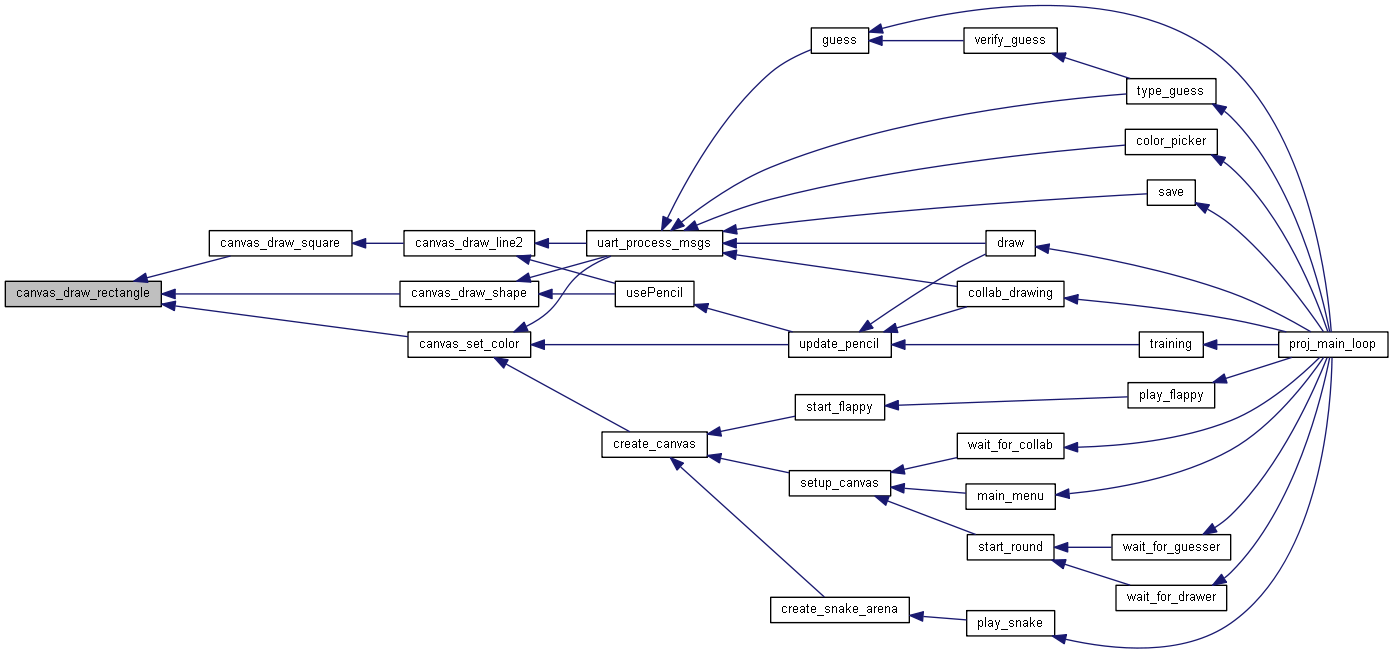 guess
verify_guess
type_guess
color_picker
save
canvas_draw_square
canvas_draw_line2
uart_process_msgs
draw
canvas_draw_rectangle
canvas_draw_shape
usePencil
collab_drawing
canvas_set_color
update_pencil
training
proj_main_loop
play_flappy
start_flappy
create_canvas
wait_for_collab
setup_canvas
main_menu
start_round
wait_for_guesser
wait_for_drawer
create_snake_arena
play_snake